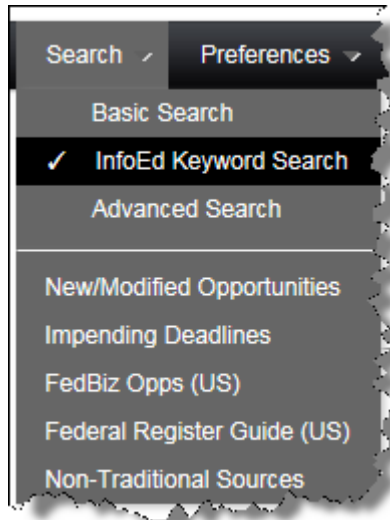 Search Preferences
Basic Search
✓ InfoEd Keyword Search
Advanced Search
New/Modified Opportunities
Impending Deadlines
FedBiz Opps (US)
Federal Register Guide (US)
Non-Traditional Sources